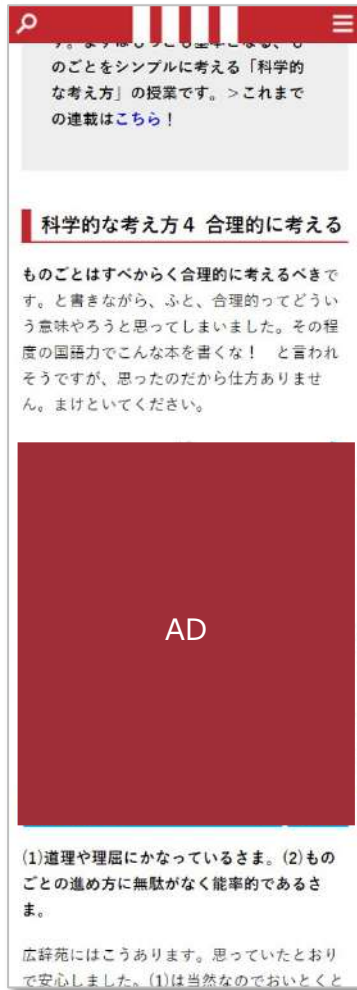 ものごとをシンプルに考える「科学的
な考え方」の授業です。＞これまで
の連載はこちら！
科学的な考え方４ 合理的に考える
ものごとはすべからく合理的に考えるべきで
す。と書きながら、ふと、合理的ってどうい
う意味やろうと思ってしまいました。その程
度の国語力でこんな本を書くな！　と言われ
そうですが、思ったのだから仕方ありませ
ん。まけといてください。
AD
(1)道理や理屈にかなっているさま。(2)もの
ごとの進め方に無駄がなく能率的であるさ
ま。
広辞苑にはこうあります。思っていたとおり
で安心しました。(1)は当然なのでおいとくと